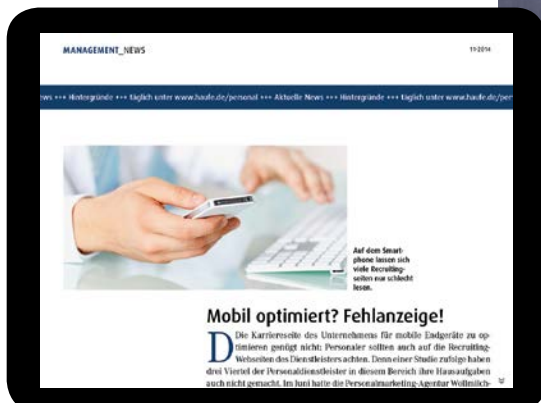 MANAGEMENT_NEWS
11-2014
ews +++ Hintergründe +++ täglich unter www.haufe.de/personal +++ Aktuelle News +++ Hintergründe +++ täglich unter www.haufe.de/per
Auf dem Smart-
phone lassen sich
viele Recruiting-
seiten nur schlecht
lesen.
Mobil optimiert? Fehlanzeige!
Die Karriereseite des Unternehmens für mobile Endgeräte zu op-
timieren genügt nicht: Personaler sollten auch auf die Recruiting-
Webseiten des Dienstleisters achten. Denn einer Studie zufolge haben
drei Viertel der Personaldienstleister in diesem Bereich ihre Hausaufgaben
auch nicht gemacht. Im Juni hatte die Personalmarketing-Agentur Wollmilch-